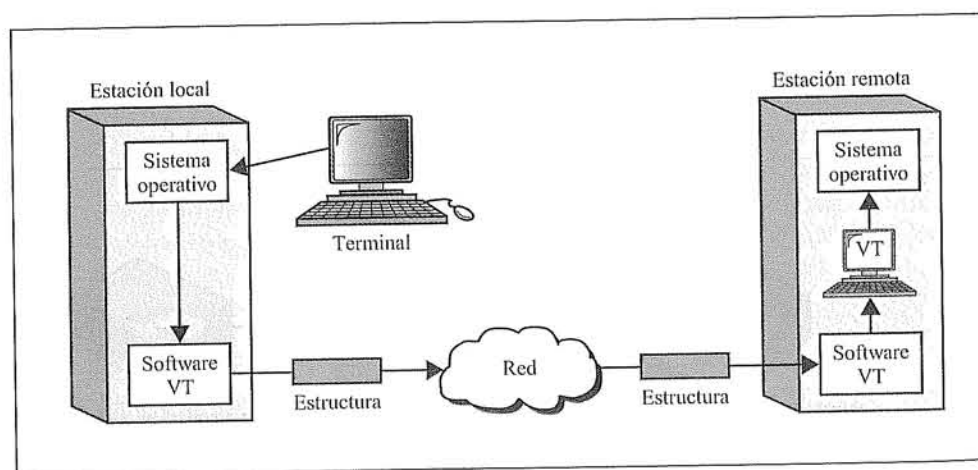 Estación local
Sistema
operativo
Terminal
Software
VT
Estructura
Red
Estructura
Estación remota
Sistema
operativo
VT
Software
VT